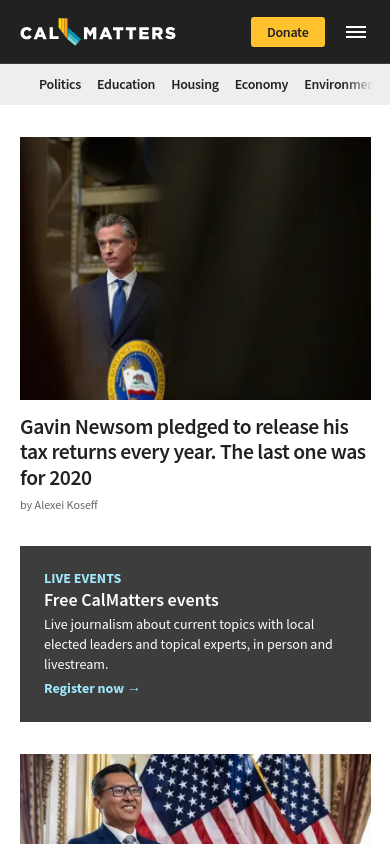 CAL MATTERS
Donate
Politics Education Housing Economy
Gavin Newsom pledged to release his
tax returns every year. The last one was
for 2020
by Alexei Koseff
LIVE EVENTS
Free CalMatters events
Live journalism about current topics with local
elected leaders and topical experts, in person and
livestream.
Register now →